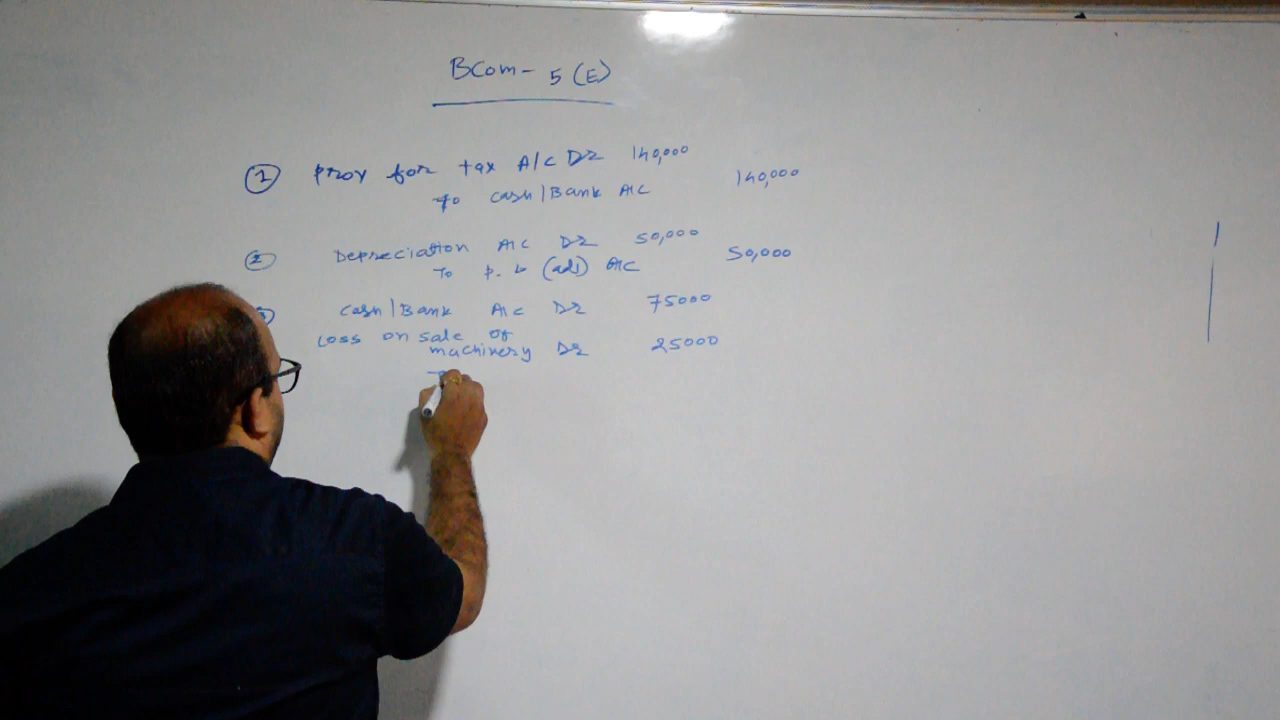 BCom- 5 (E)
① Prov for tax A/C DR 140,000
To cash/Bank A/C 140,000
② Depreciation A/C DR 50,000
To P. L (adj) A/C 50,000
cash/Bank A/C DR 75000
Loss on sale of
machinery DR 25000